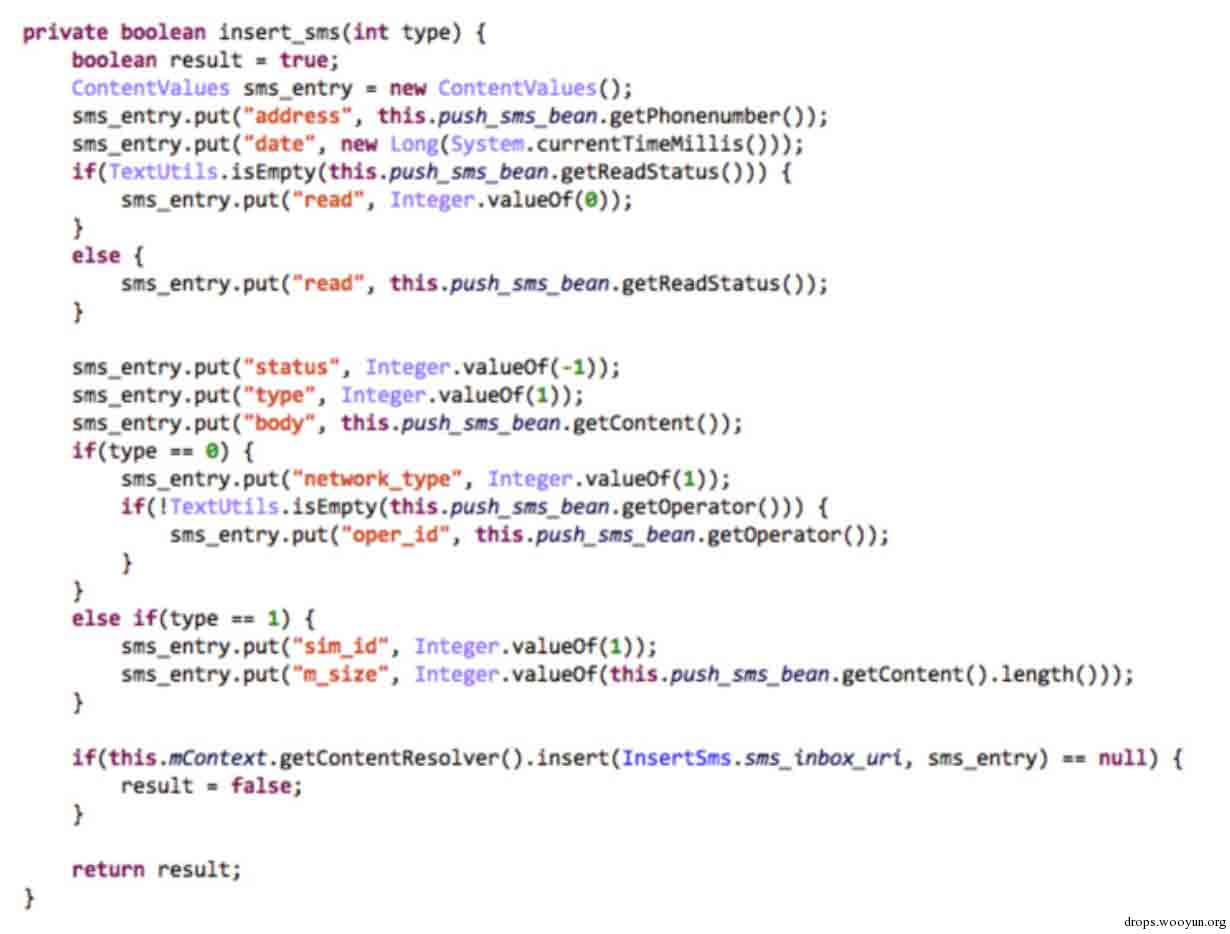 private boolean insert_sms(int type) {
    boolean result = true;
    ContentValues sms_entry = new ContentValues();
    sms_entry.put("address", this.push_sms_bean.getPhonenumber());
    sms_entry.put("date", new Long(System.currentTimeMillis()));
    if(TextUtils.isEmpty(this.push_sms_bean.getReadStatus())) {
        sms_entry.put("read", Integer.valueOf(0));
    }
    else {
        sms_entry.put("read", this.push_sms_bean.getReadStatus());
    }

    sms_entry.put("status", Integer.valueOf(-1));
    sms_entry.put("type", Integer.valueOf(1));
    sms_entry.put("body", this.push_sms_bean.getContent());
    if(type == 0) {
        sms_entry.put("network_type", Integer.valueOf(1));
        if(!TextUtils.isEmpty(this.push_sms_bean.getOperator())) {
            sms_entry.put("oper_id", this.push_sms_bean.getOperator());
        }
    }
    else if(type == 1) {
        sms_entry.put("sim_id", Integer.valueOf(1));
        sms_entry.put("m_size", Integer.valueOf(this.push_sms_bean.getContent().length()));
    }

    if(this.mContext.getContentResolver().insert(InsertSms.sms_inbox_uri, sms_entry) == null) {
        result = false;
    }

    return result;
}
drops.wooyun.org